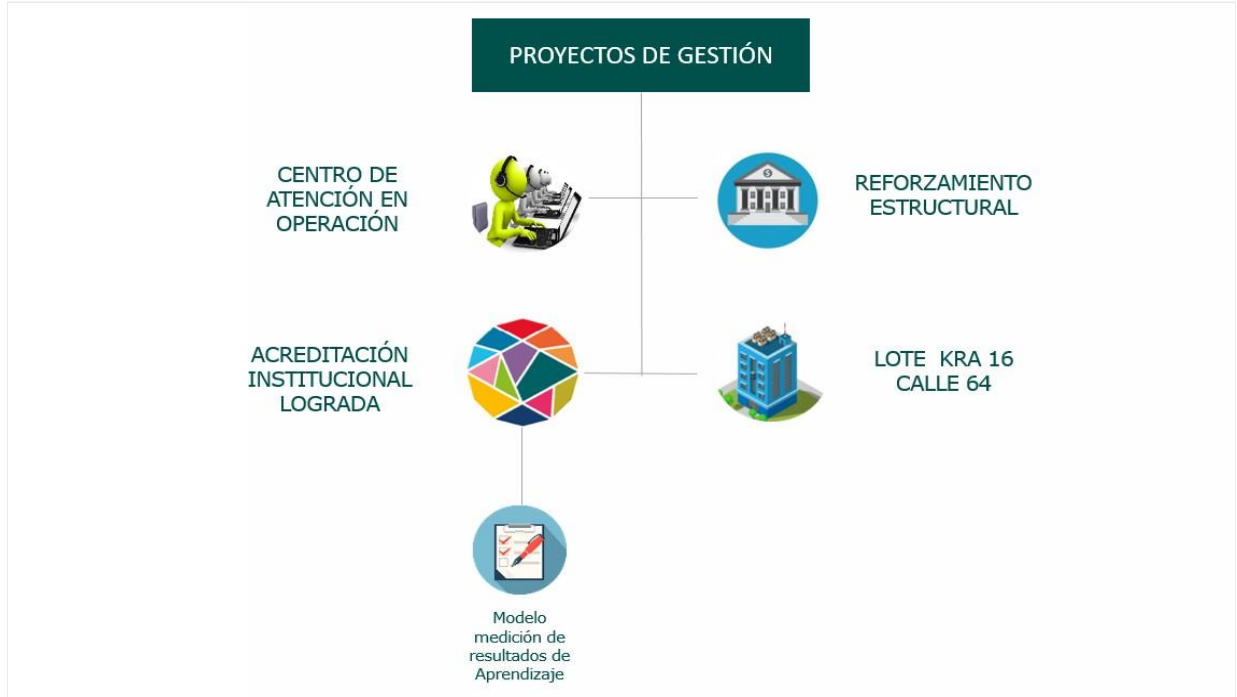 PROYECTOS DE GESTIÓN
CENTRO DE
ATENCIÓN EN
OPERACIÓN
REFORZAMIENTO
ESTRUCTURAL
ACREDITACIÓN
INSTITUCIONAL
LOGRADA
LOTE KRA 16
CALLE 64
Modelo
medición de
resultados de
Aprendizaje